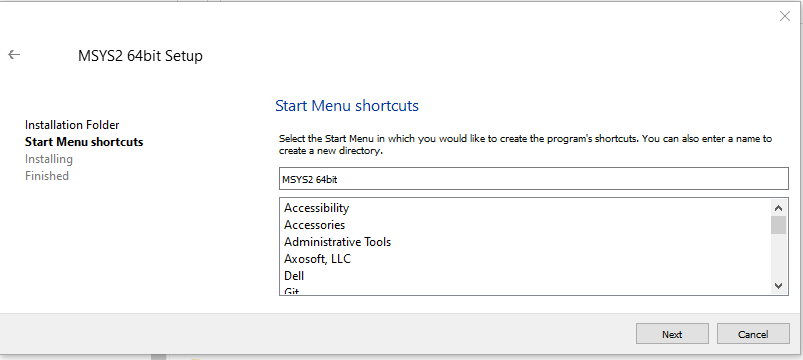 MSYS2 64bit Setup
Installation Folder
Start Menu shortcuts
Installing
Finished
Start Menu shortcuts
Select the Start Menu in which you would like to create the program's shortcuts. You can also enter a name to
create a new directory.
MSYS2 64bit
Accessibility
Accessories
Administrative Tools
Axosoft, LLC
Dell
Git
Next
Cancel